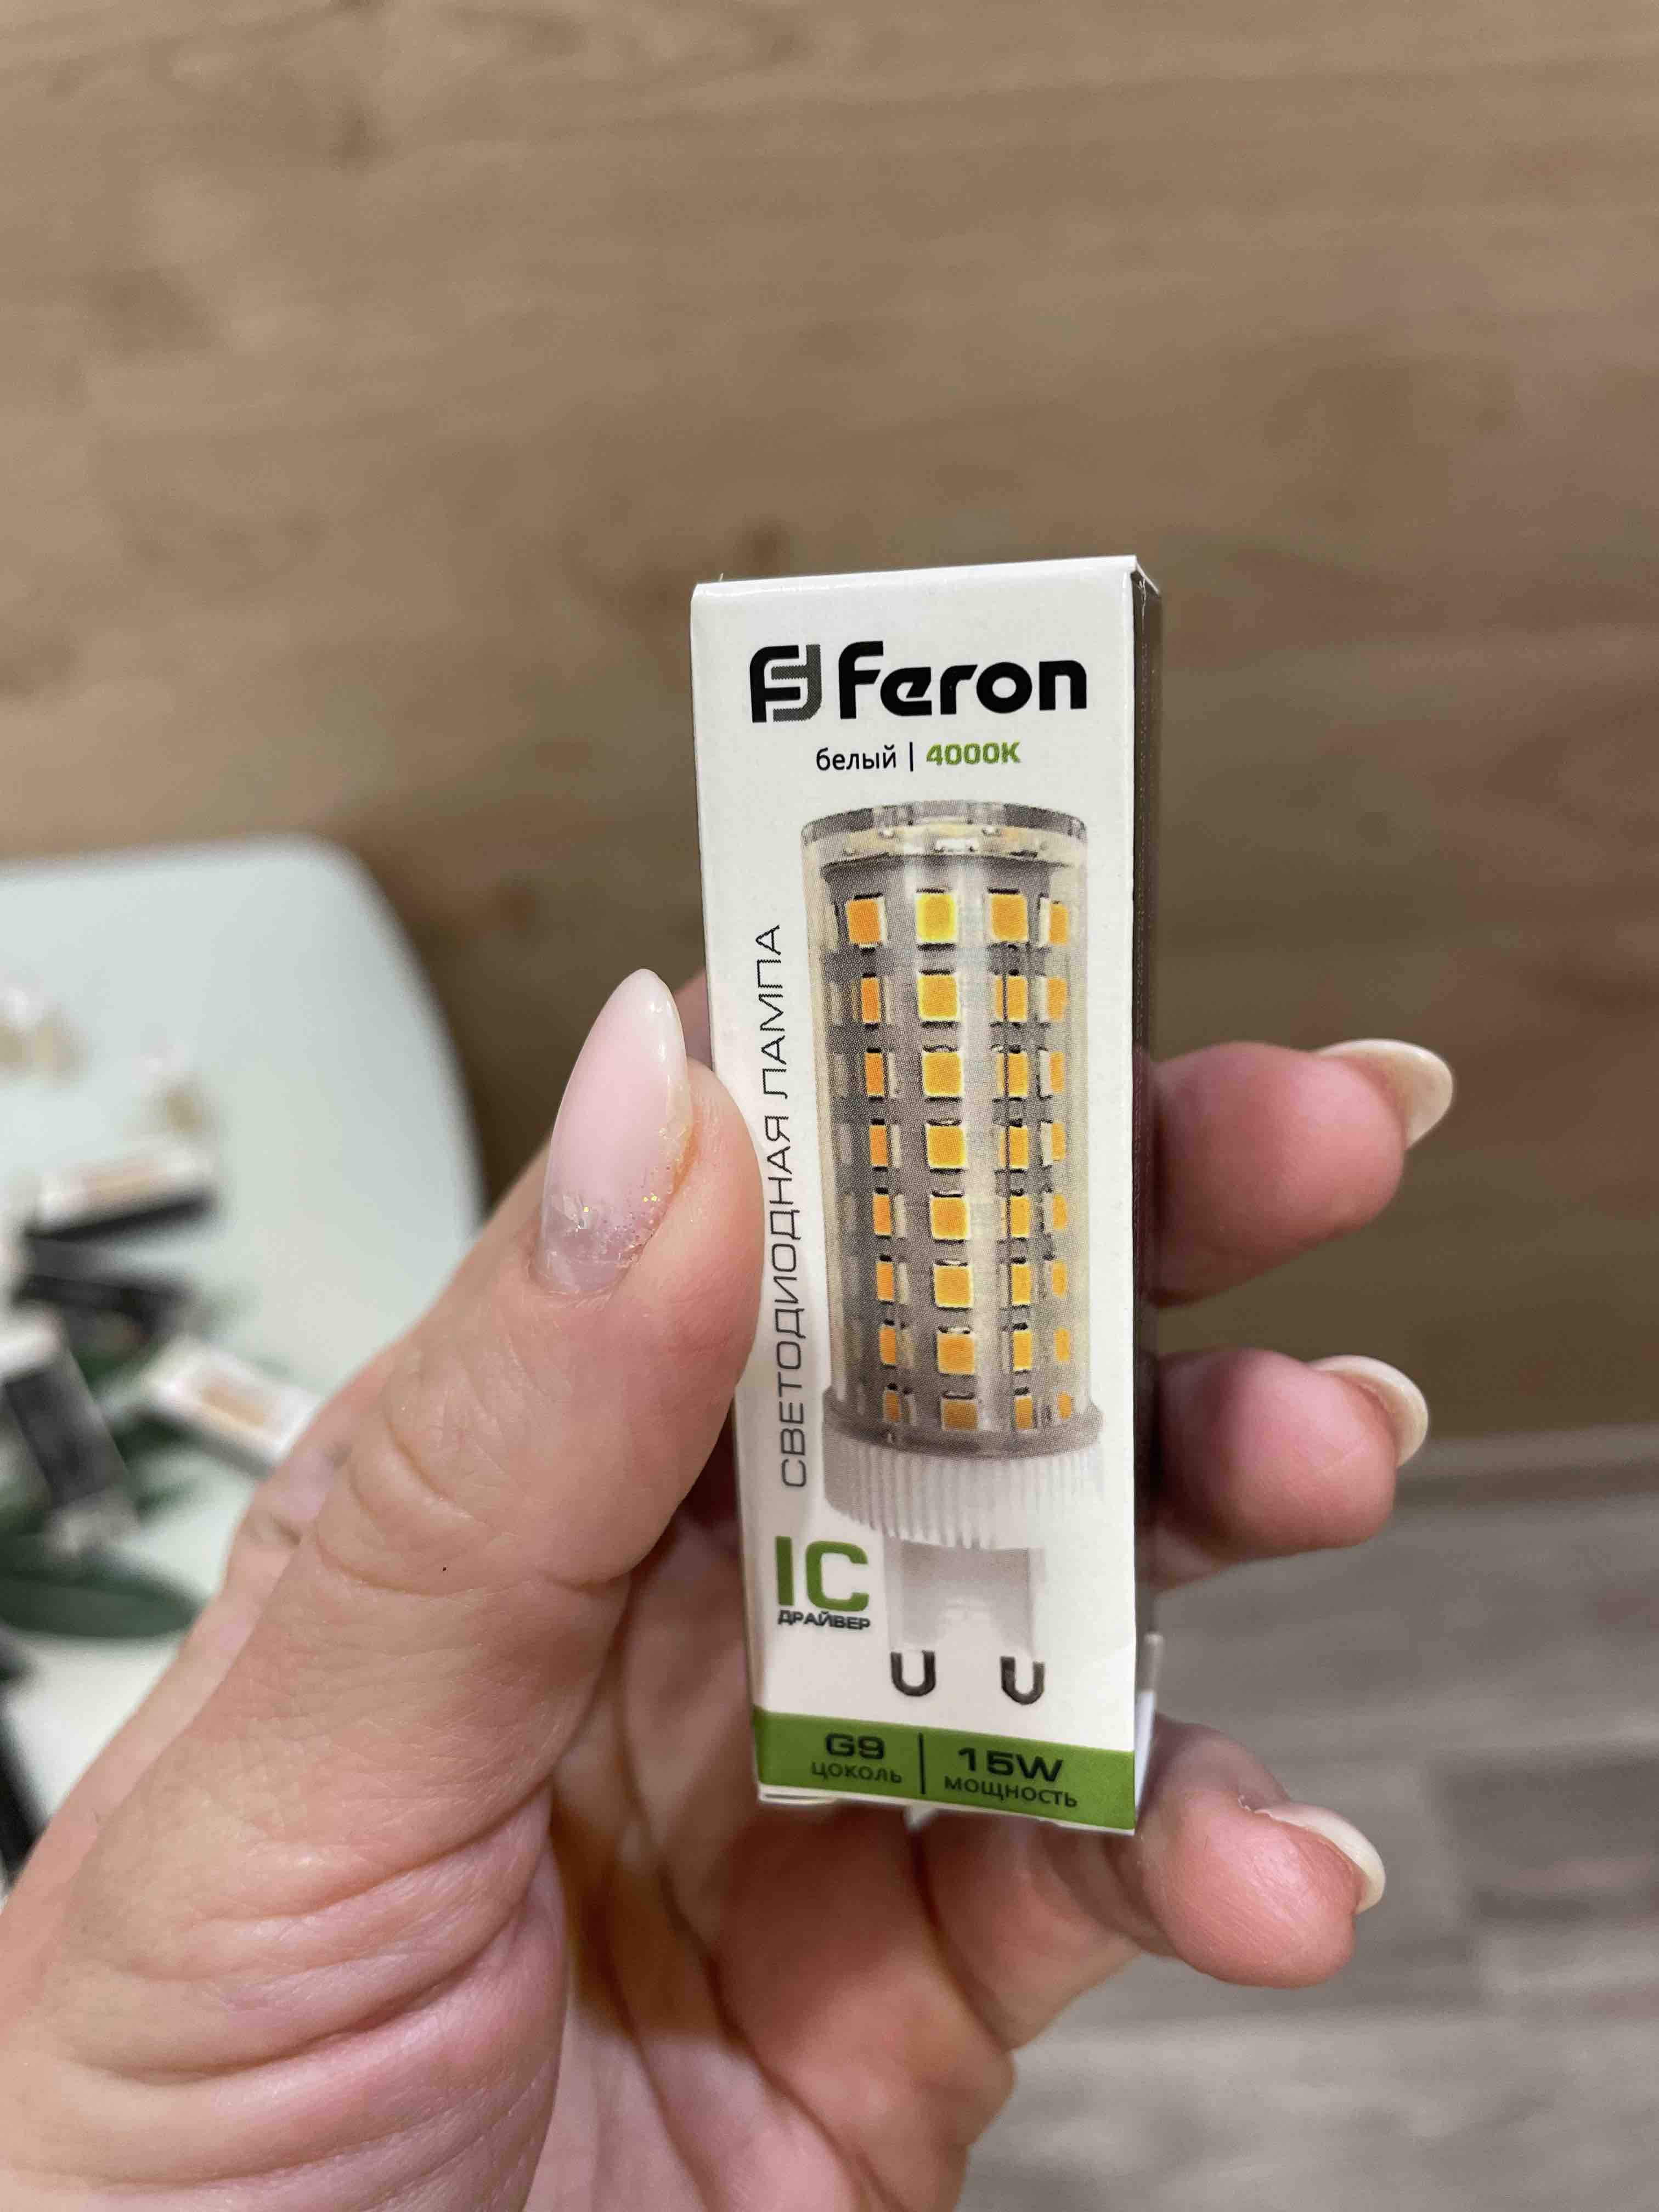 feron
белый | 4000K
СВЕТОДИОДНАЯ ЛАМПА
IC
ДРАЙВЕР
G9
ЦОКОЛЬ
15W
МОЩНОСТЬ